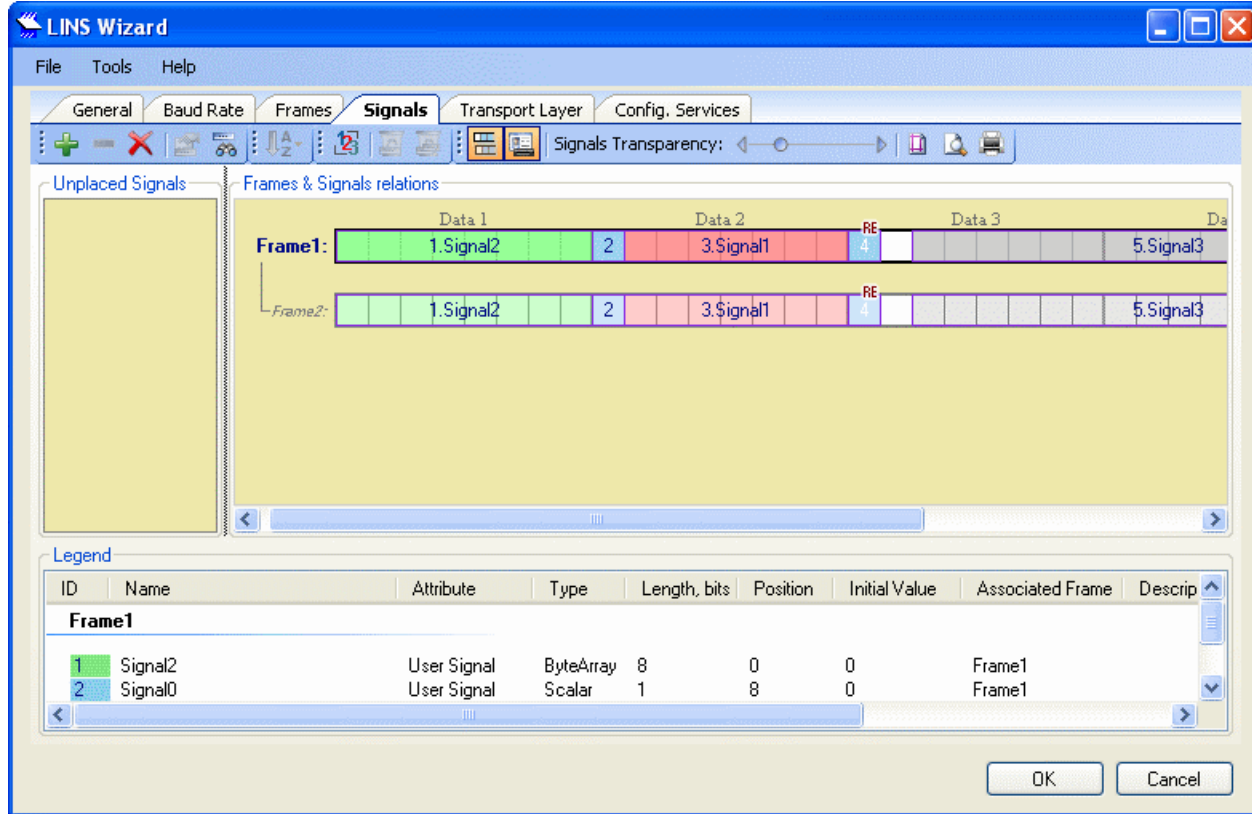 LINS Wizard
File Tools Help
General Baud Rate Frames Signals Transport Layer Config. Services
Signals Transparency:
Unplaced Signals
Frames & Signals relations
Data 1 Data 2 Data 3 Da
RE
Frame1: 1.Signal2 2 3.Signal1 4 5.Signal3
RE
Frame2: 1.Signal2 2 3.Signal1 4 5.Signal3
Legend
ID Name Attribute Type Length, bits Position Initial Value Associated Frame Descrip
Frame1
1 Signal2 User Signal ByteArray 8 0 0 Frame1
2 Signal0 User Signal Scalar 1 8 0 Frame1
OK Cancel